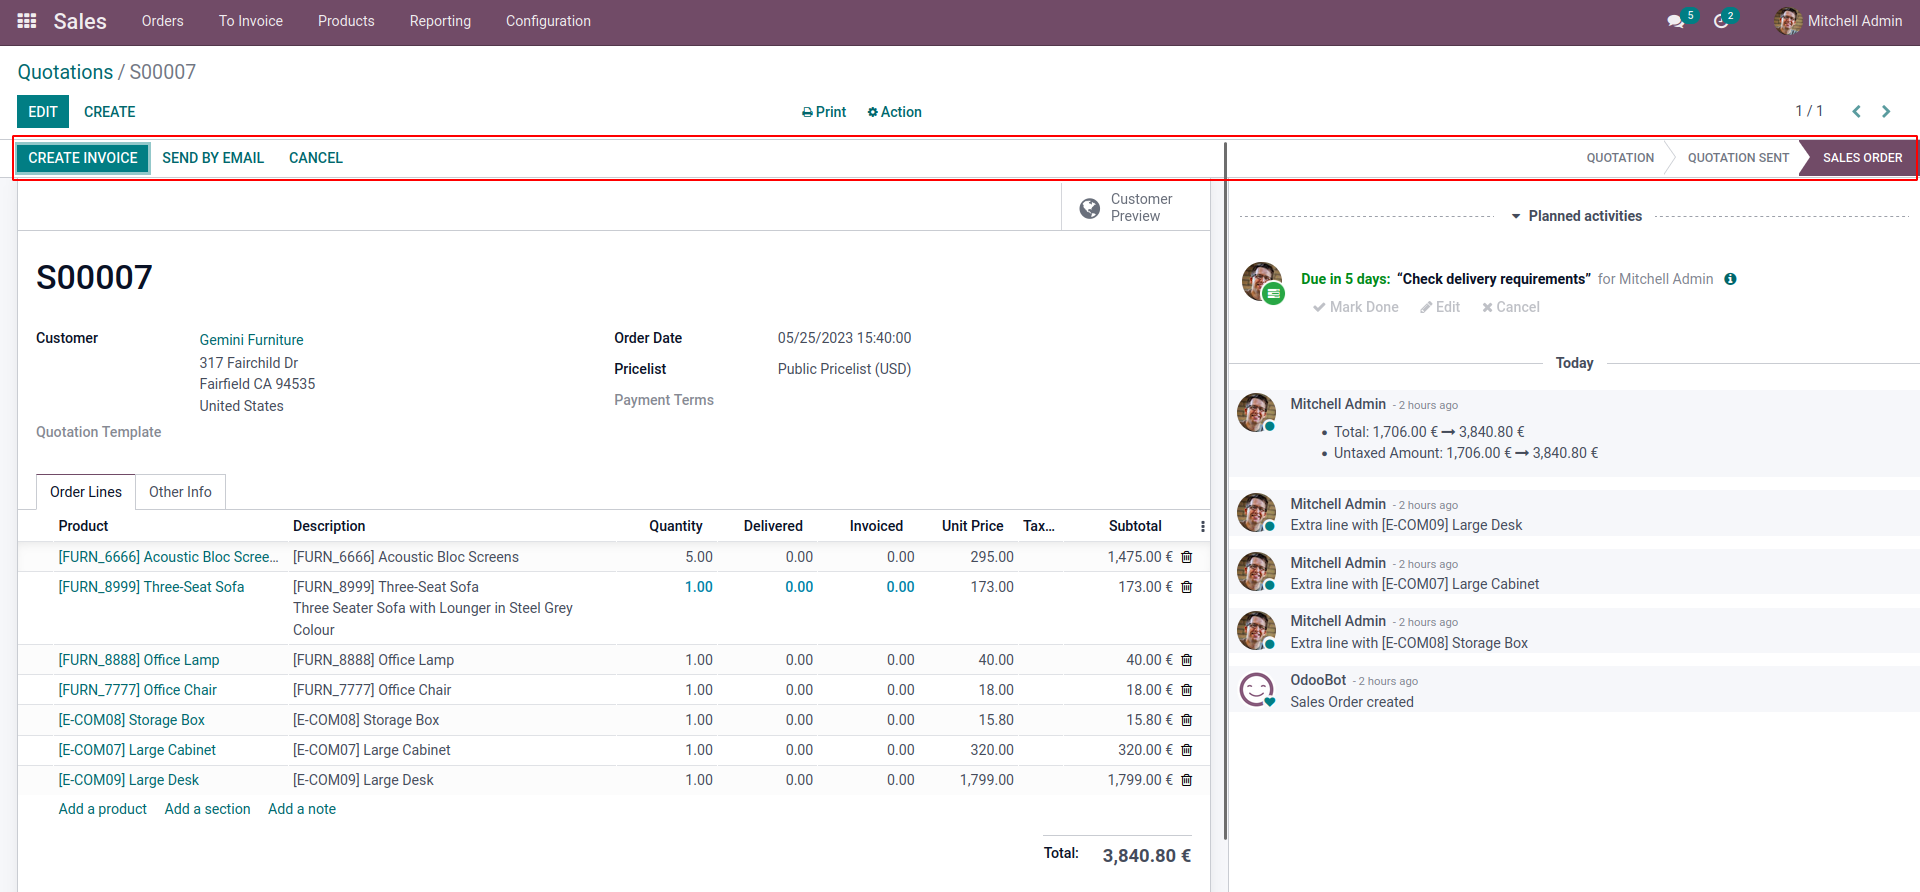 Sales Orders To Invoice Products Reporting Configuration 5 2 Mitchell Admin
Quotations / S00007
EDIT CREATE Print Action 1 / 1
CREATE INVOICE SEND BY EMAIL CANCEL QUOTATION QUOTATION SENT SALES ORDER
Customer
Preview
S00007
Customer Gemini Furniture
317 Fairchild Dr
Fairfield CA 94535
United States
Quotation Template
Order Date 05/25/2023 15:40:00
Pricelist Public Pricelist (USD)
Payment Terms
Order Lines Other Info
Product Description Quantity Delivered Invoiced Unit Price Tax... Subtotal
[FURN_6666] Acoustic Bloc Scree... [FURN_6666] Acoustic Bloc Screens 5.00 0.00 0.00 295.00 1,475.00 €
[FURN_8999] Three-Seat Sofa [FURN_8999] Three-Seat Sofa 1.00 0.00 0.00 173.00 173.00 €
Three Seater Sofa with Lounger in Steel Grey
Colour
[FURN_8888] Office Lamp [FURN_8888] Office Lamp 1.00 0.00 0.00 40.00 40.00 €
[FURN_7777] Office Chair [FURN_7777] Office Chair 1.00 0.00 0.00 18.00 18.00 €
[E-COM08] Storage Box [E-COM08] Storage Box 1.00 0.00 0.00 15.80 15.80 €
[E-COM07] Large Cabinet [E-COM07] Large Cabinet 1.00 0.00 0.00 320.00 320.00 €
[E-COM09] Large Desk [E-COM09] Large Desk 1.00 0.00 0.00 1,799.00 1,799.00 €
Add a product Add a section Add a note
Total: 3,840.80 €
Planned activities
Due in 5 days: “Check delivery requirements” for Mitchell Admin
Mark Done Edit Cancel
Today
Mitchell Admin - 2 hours ago
• Total: 1,706.00 € → 3,840.80 €
• Untaxed Amount: 1,706.00 € → 3,840.80 €
Mitchell Admin - 2 hours ago
Extra line with [E-COM09] Large Desk
Mitchell Admin - 2 hours ago
Extra line with [E-COM07] Large Cabinet
Mitchell Admin - 2 hours ago
Extra line with [E-COM08] Storage Box
OdooBot - 2 hours ago
Sales Order created